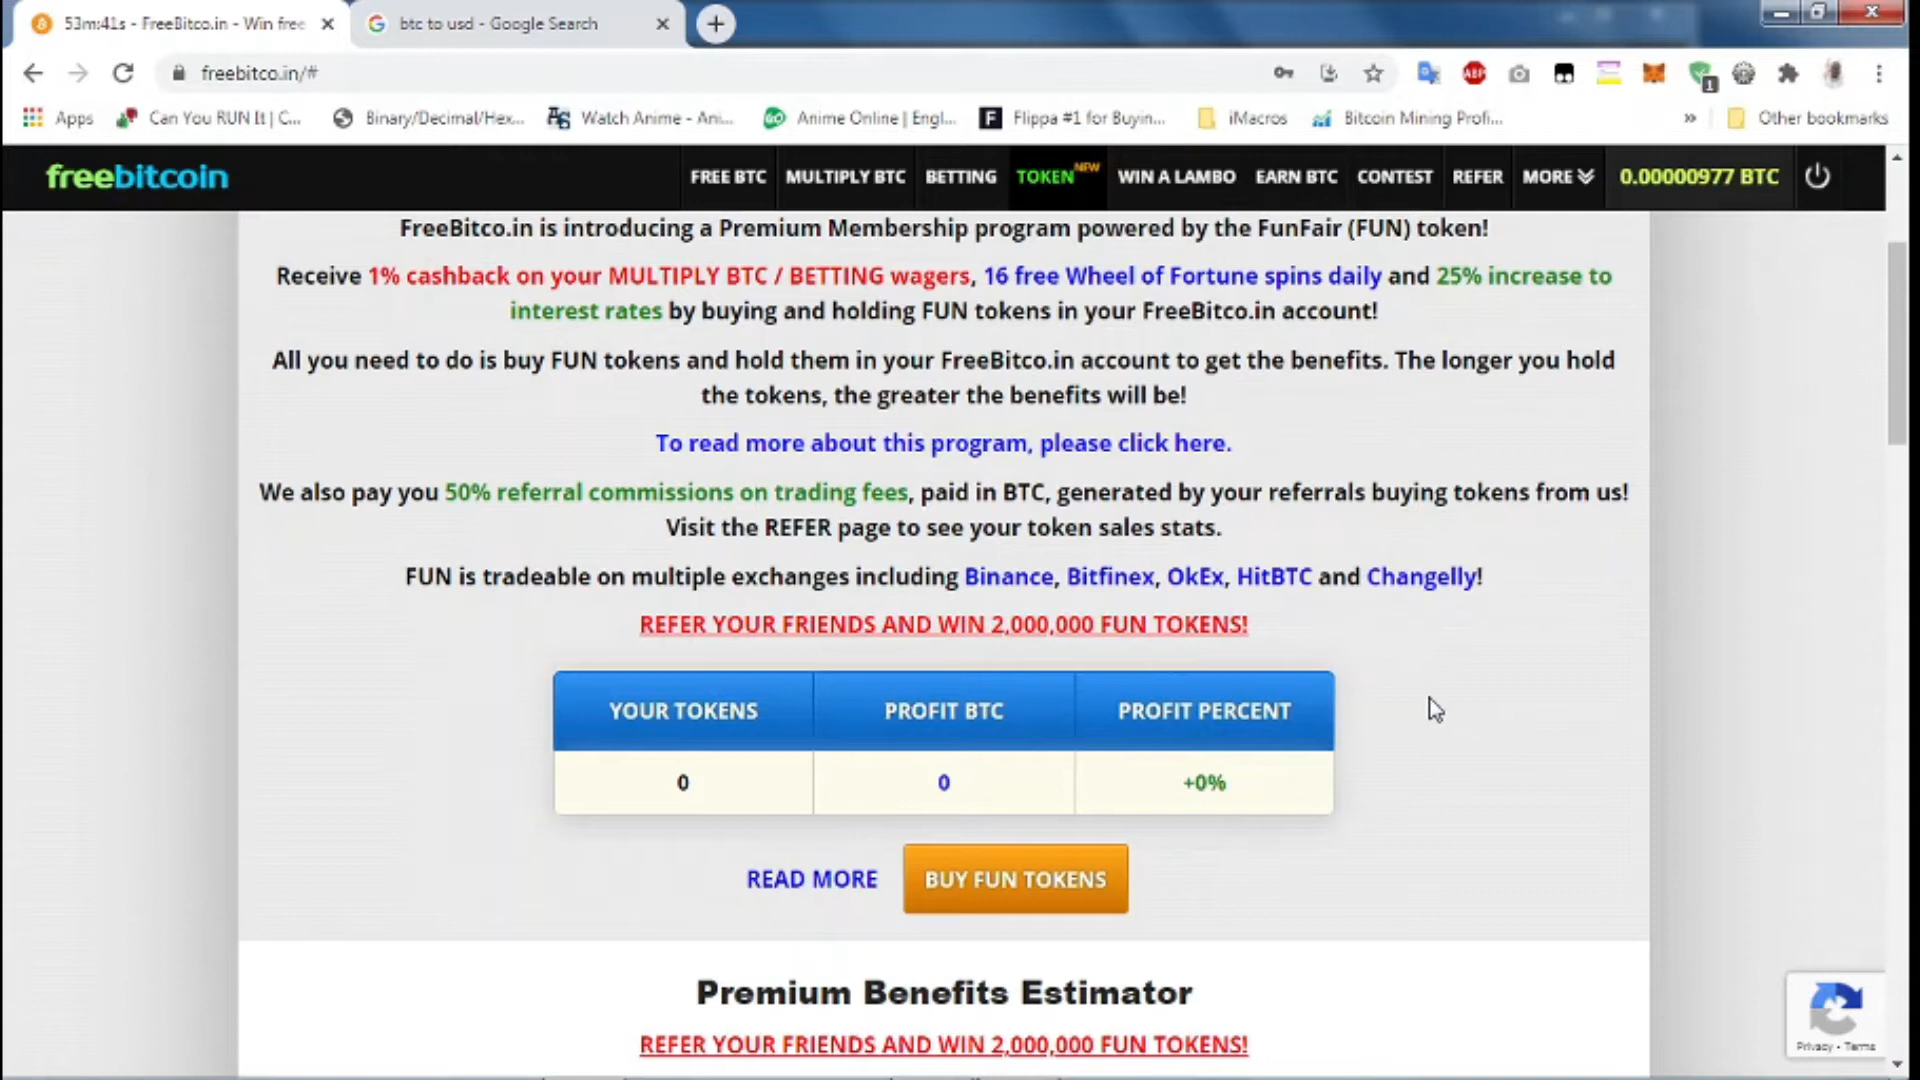 53m:41s - FreeBitco.in - Win free
btc to usd - Google Search
freebitco.in/#
ABP
1
Apps
Can You RUN It | C...
Binary/Decimal/Hex...
Watch Anime - Ani...
Anime Online | Engl...
Flippa #1 for Buyin...
iMacros
Bitcoin Mining Profi...
»
Other bookmarks
freebitcoin
FREE BTC
MULTIPLY BTC
BETTING
TOKEN NEW
WIN A LAMBO
EARN BTC
CONTEST
REFER
MORE
0.00000977 BTC
FreeBitco.in is introducing a Premium Membership program powered by the FunFair (FUN) token!
Receive 1% cashback on your MULTIPLY BTC / BETTING wagers, 16 free Wheel of Fortune spins daily and 25% increase to
interest rates by buying and holding FUN tokens in your FreeBitco.in account!
All you need to do is buy FUN tokens and hold them in your FreeBitco.in account to get the benefits. The longer you hold
the tokens, the greater the benefits will be!
To read more about this program, please click here.
We also pay you 50% referral commissions on trading fees, paid in BTC, generated by your referrals buying tokens from us!
Visit the REFER page to see your token sales stats.
FUN is tradeable on multiple exchanges including Binance, Bitfinex, OkEx, HitBTC and Changelly!
REFER YOUR FRIENDS AND WIN 2,000,000 FUN TOKENS!
YOUR TOKENS
PROFIT BTC
PROFIT PERCENT
0
0
+0%
READ MORE
BUY FUN TOKENS
Premium Benefits Estimator
REFER YOUR FRIENDS AND WIN 2,000,000 FUN TOKENS!
Privacy - Terms